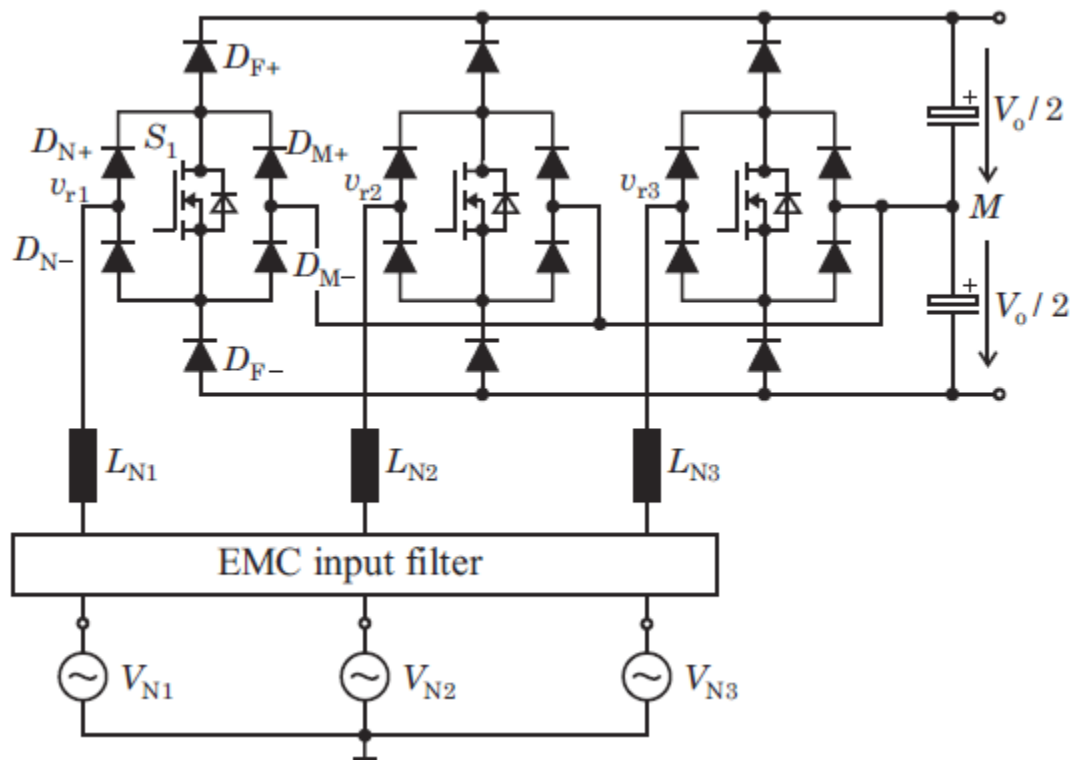 D_F+
+
V_o / 2
D_N+
S_1
D_M+
v_r1
v_r2
v_r3
M
D_N−
D_M−
+
V_o / 2
D_F−
L_N1
L_N2
L_N3
EMC input filter
~
V_N1
~
V_N2
~
V_N3